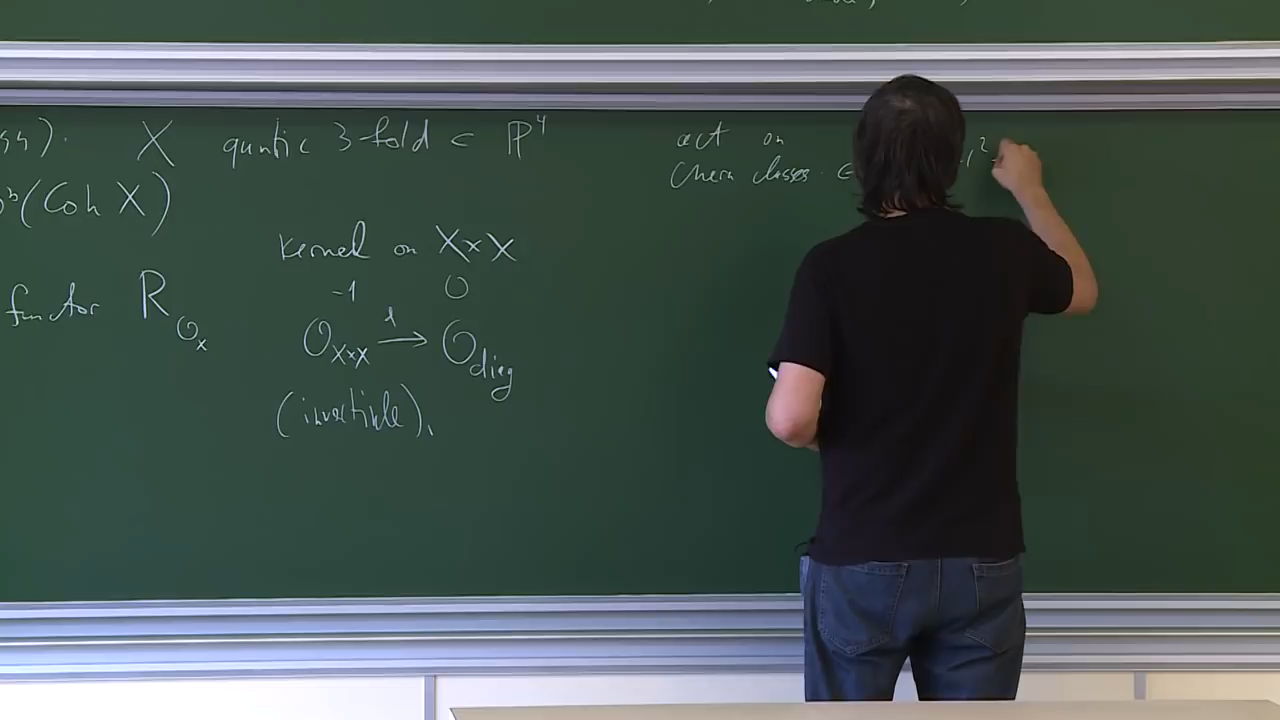 X quintic 3-fold ⊂ ℙ⁴
(Coh X)
functor R_{O_X}
kernel on X×X
-1 0
O_{X×X} →^{1} O_{diag}
(invertible).
act on
Chern classes. ∈